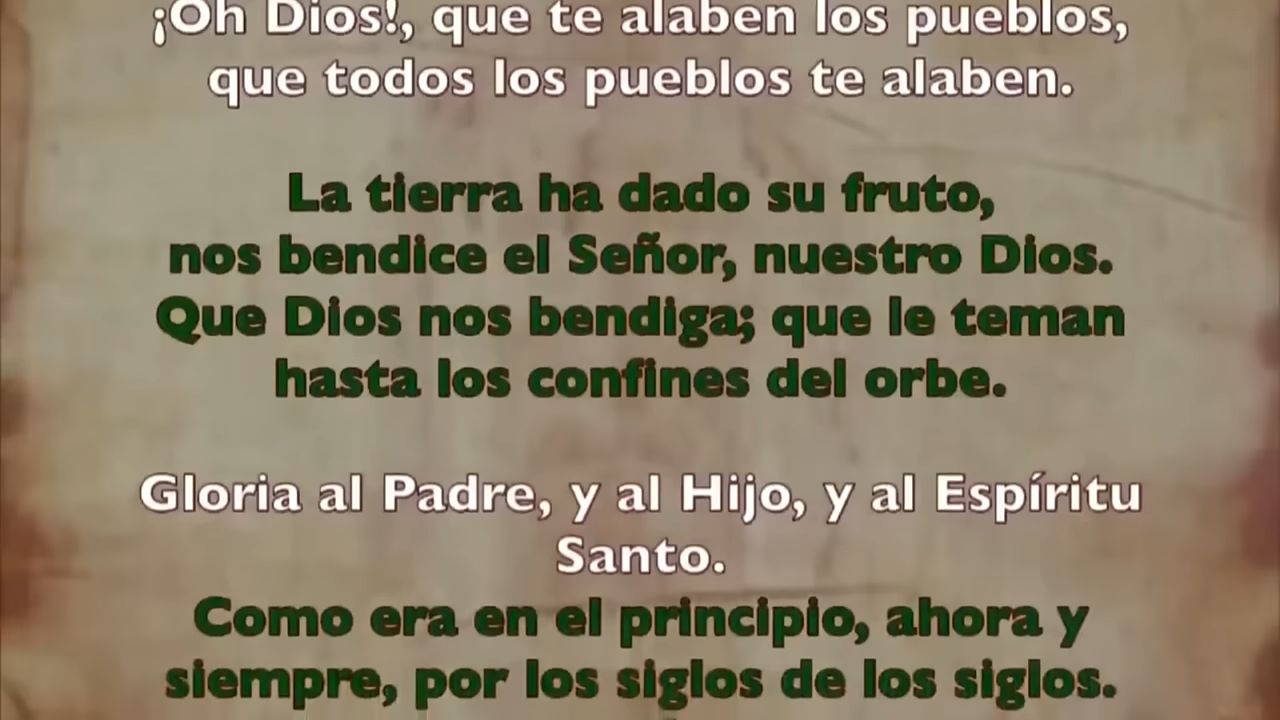 ¡Oh Dios!, que te alaben los pueblos,
que todos los pueblos te alaben.
La tierra ha dado su fruto,
nos bendice el Señor, nuestro Dios.
Que Dios nos bendiga; que le teman
hasta los confines del orbe.
Gloria al Padre, y al Hijo, y al Espíritu
Santo.
Como era en el principio, ahora y
siempre, por los siglos de los siglos.